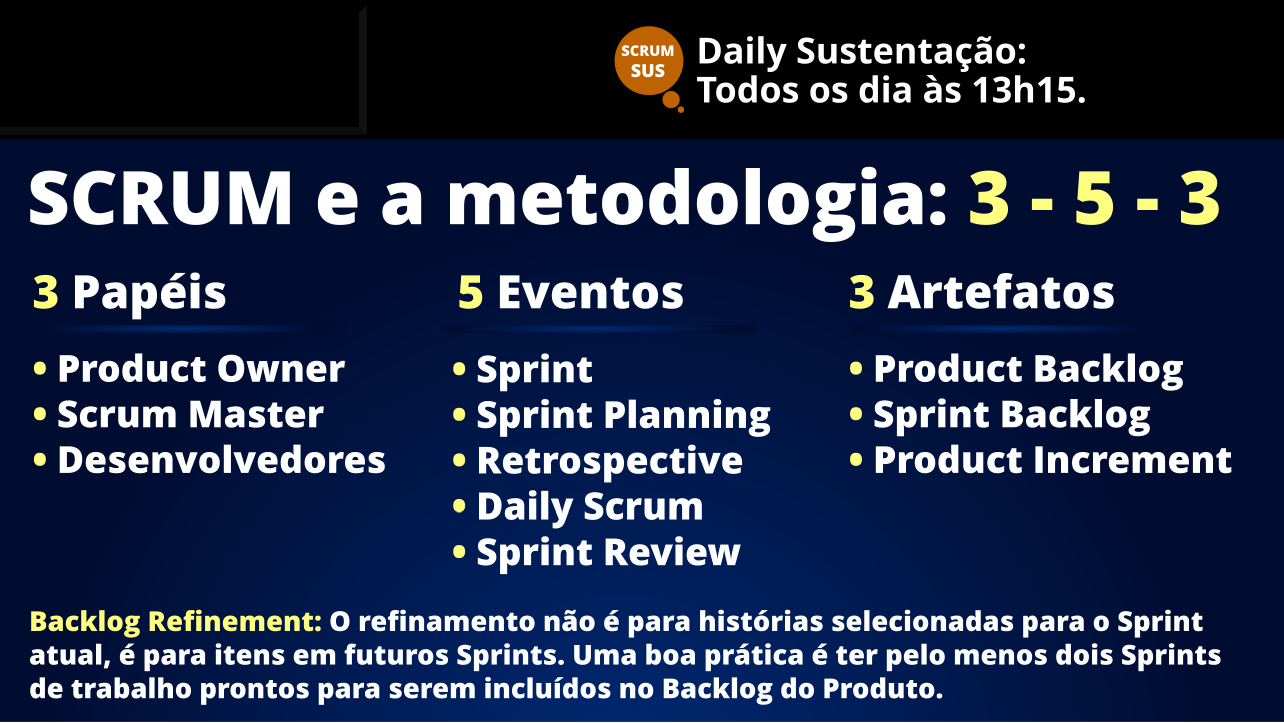 SCRUM
SUS
Daily Sustentação:
Todos os dia às 13h15.
SCRUM e a metodologia: 3 - 5 - 3
3 Papéis
• Product Owner
• Scrum Master
• Desenvolvedores
5 Eventos
• Sprint
• Sprint Planning
• Retrospective
• Daily Scrum
• Sprint Review
3 Artefatos
• Product Backlog
• Sprint Backlog
• Product Increment
Backlog Refinement: O refinamento não é para histórias selecionadas para o Sprint
atual, é para itens em futuros Sprints. Uma boa prática é ter pelo menos dois Sprints
de trabalho prontos para serem incluídos no Backlog do Produto.